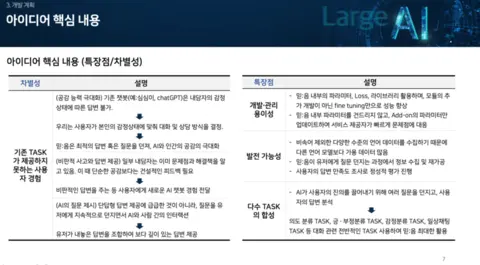 3. 개발 계획
아이디어 핵심 내용
Large
AI
아이디어 핵심 내용 (특장점/차별성)
차별성
설명
기존 TASK
가 제공하지
못하는 사용
자 경험
(공감 능력 극대화) 기존 챗봇(예:심심이, chatGPT)은 내담자의 감정
상태에 따른 답변 불가.
우리는 사용자가 본인의 감정상태에 맞춰 대화 및 상담 방식을 결정.
믿:음은 최적의 답변 혹은 질문을 던져, AI와 인간의 공감의 극대화
(비판적 사고와 답변 제공) 일부 내담자는 이미 문제점과 해결책을 알
고 있음. 이 때 단순한 공감보다는 건설적인 피드백 필요
비판적인 답변을 주는 등 사용자에게 새로운 AI 챗봇 경험 전달
(AI의 질문 제시) 단답형 답변 제공에 급급한 것이 아니라, 질문을 유
저에게 지속적으로 던지면서 AI와 사람 간의 인터랙션
유저가 내놓은 답변을 조합하여 보다 깊이 있는 답변 제공
특장점
설명
개발·관리
용이성
· 믿:음 내부의 파라미터, Loss, 라이브러리 활용하며, 모듈의 추
가 개발이 아닌 fine tuning만으로 성능 향상
· 믿:음 내부 파라미터를 건드리지 않고, Add-on의 파라미터만
업데이트하여 서비스 제공자가 빠르게 문제점에 대응
발전 가능성
· 비속어 제외한 다양한 수준의 언어 데이터를 수집하기 때문에
다른 언어 모델보다 가용 데이터 많음
· 믿:음이 유저에게 질문 던지는 과정에서 정보 수집 및 재가공
· 사용자의 답변 만족도 조사로 정성적 평가 진행
다수 TASK
의 합성
· AI가 사용자의 진의를 끌어내기 위해 여러 질문을 던지고, 사용
자의 답변 분석
의도 분류 TASK, 긍·부정분류 TASK, 감정분류 TASK, 일상채팅
TASK 등 대화 관련 전반적인 TASK 사용하여 믿:음 최대한 활용
7